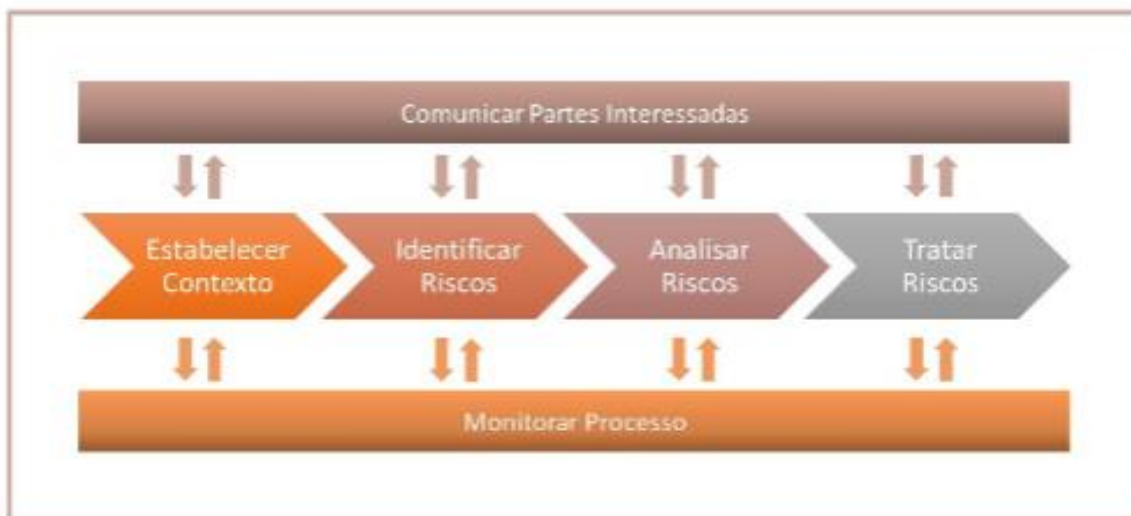 Comunicar Partes Interessadas
Estabelecer
Contexto
Identificar
Riscos
Analisar
Riscos
Tratar
Riscos
Monitorar Processo